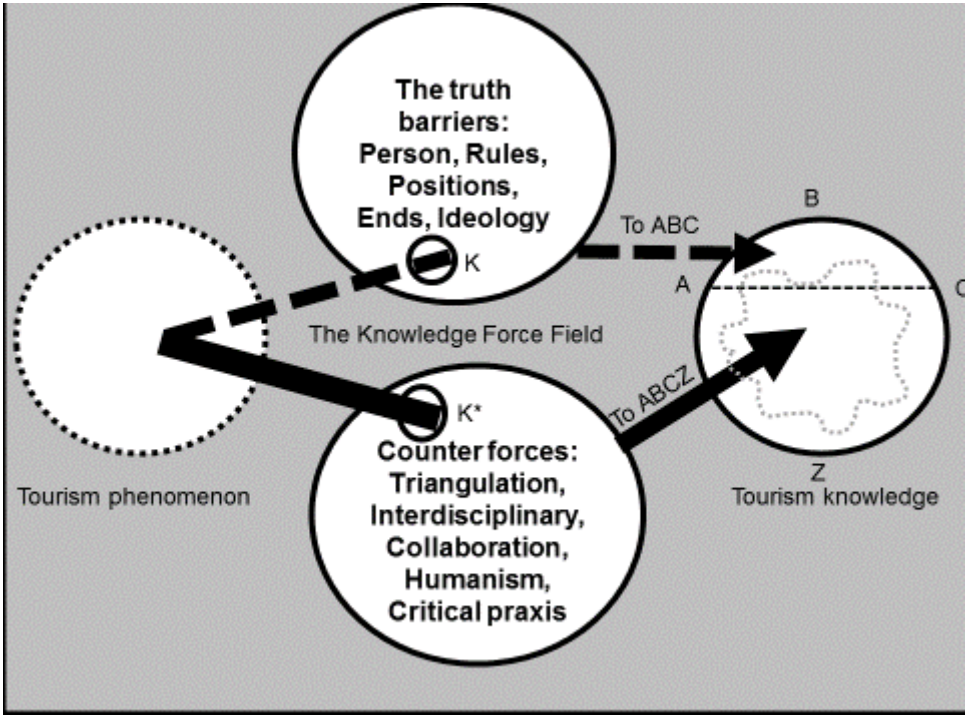 The truth
barriers:
Person, Rules,
Positions,
Ends, Ideology
K
To ABC
B
A
C
The Knowledge Force Field
K*
To ABCZ
Counter forces:
Triangulation,
Interdisciplinary,
Collaboration,
Humanism,
Critical praxis
Tourism phenomenon
Z
Tourism knowledge